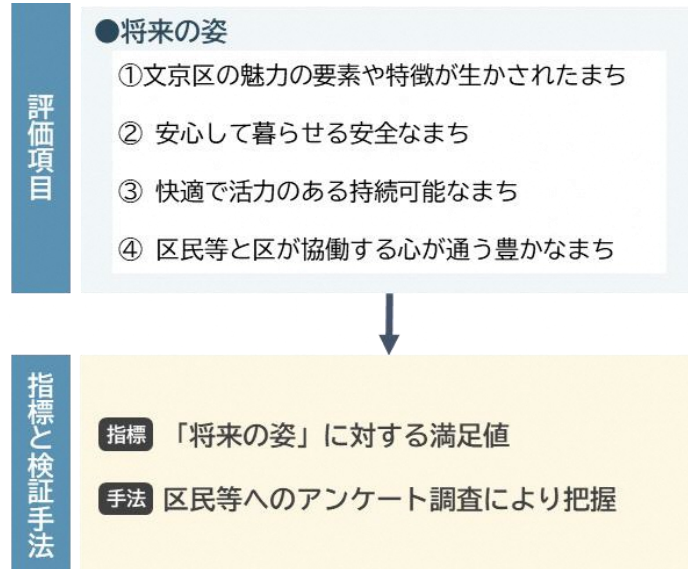 評価項目
●将来の姿
①文京区の魅力の要素や特徴が生かされたまち
② 安心して暮らせる安全なまち
③ 快適で活力のある持続可能なまち
④ 区民等と区が協働する心が通う豊かなまち
指標と検証手法
指標 「将来の姿」に対する満足値
手法 区民等へのアンケート調査により把握